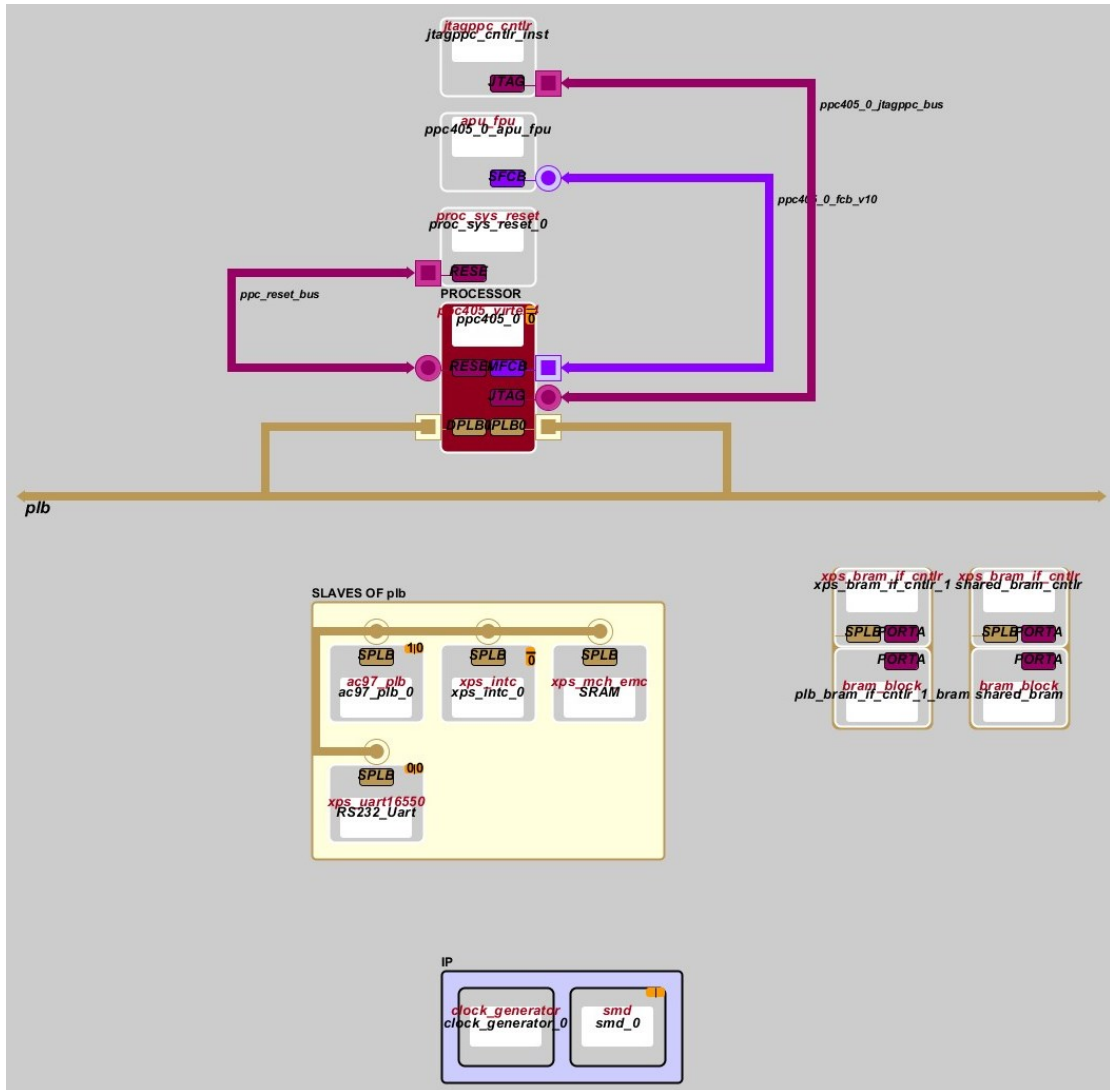 jtagppc_cntlr
jtagppc_cntlr_inst
JTAG
ppc405_0_jtagppc_bus
apu_fpu
ppc405_0_apu_fpu
SFCB
ppc405_0_fcb_v10
proc_sys_reset
proc_sys_reset_0
RESE
ppc_reset_bus
PROCESSOR
ppc405_virtex4
ppc405_0
0
RESE MFCB
JTAG
DPLB0 IPLB0
plb
xps_bram_if_cntlr xps_bram_if_cntlr
xps_bram_if_cntlr_1 shared_bram_cntlr
SPLB PORTA SPLB PORTA
PORTA PORTA
bram_block bram_block
plb_bram_if_cntlr_1_bram shared_bram
SLAVES OF plb
1|0 0
SPLB SPLB SPLB
ac97_plb xps_intc xps_mch_emc
ac97_plb_0 xps_intc_0 SRAM
0|0
SPLB
xps_uart16550
RS232_Uart
IP
clock_generator smd
clock_generator_0 smd_0